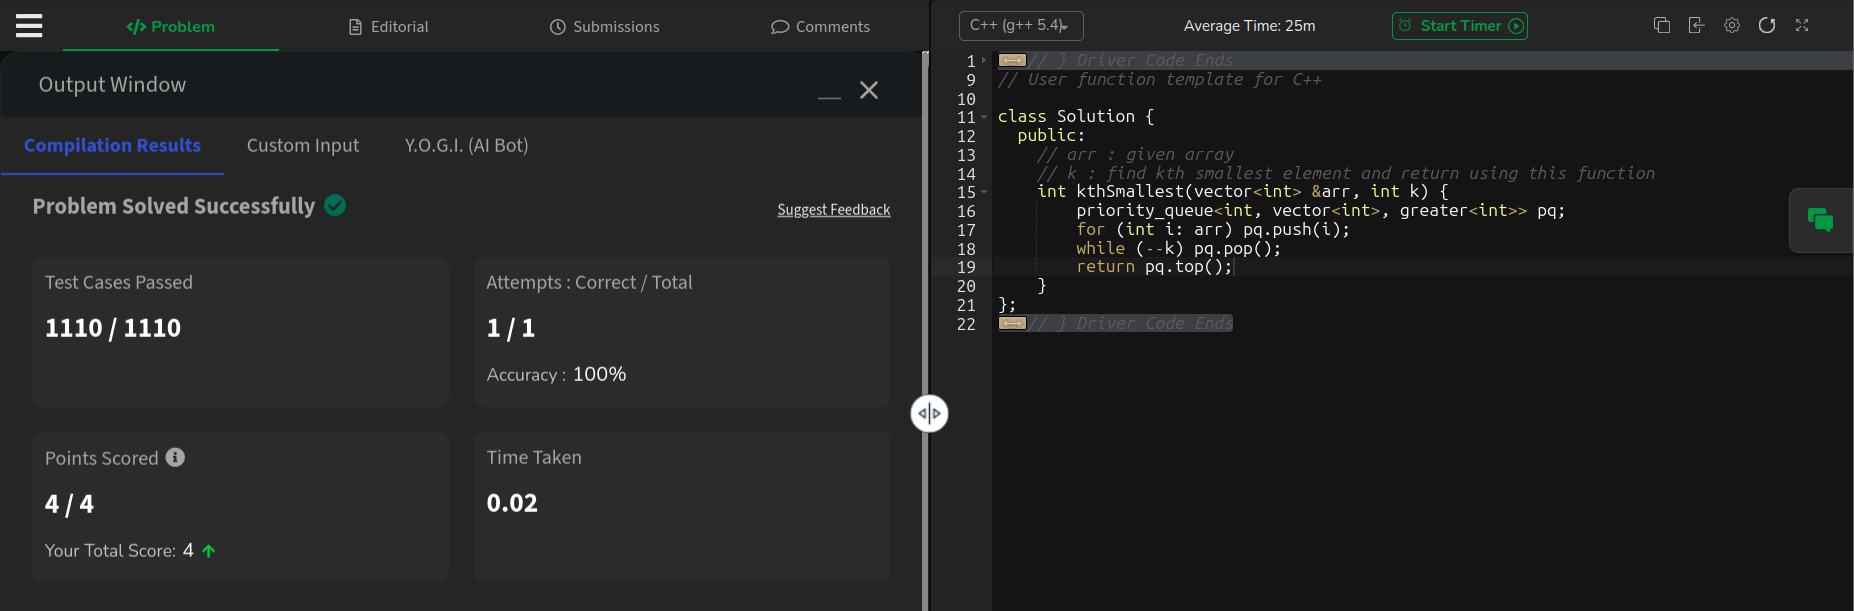 </> Problem
Editorial
Submissions
Comments
C++ (g++ 5.4)
Average Time: 25m
Start Timer
Output Window
Compilation Results
Custom Input
Y.O.G.I. (AI Bot)
Problem Solved Successfully
Suggest Feedback
Test Cases Passed
1110 / 1110
Attempts : Correct / Total
1 / 1
Accuracy : 100%
Points Scored
4 / 4
Your Total Score: 4
Time Taken
0.02
1 // } Driver Code Ends
9 // User function template for C++
10
11 class Solution {
12 public:
13 // arr : given array
14 // k : find kth smallest element and return using this function
15 int kthSmallest(vector<int> &arr, int k) {
16 priority_queue<int, vector<int>, greater<int>> pq;
17 for (int i: arr) pq.push(i);
18 while (--k) pq.pop();
19 return pq.top();
20 }
21 };
22 // } Driver Code Ends